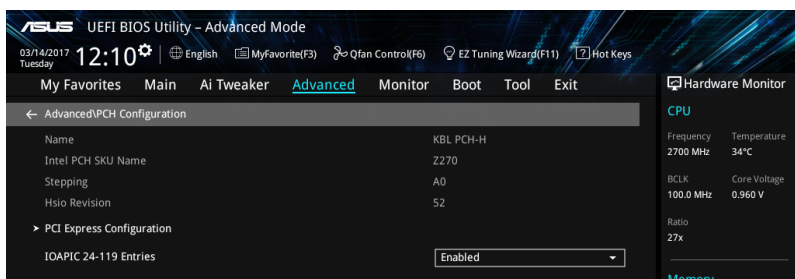 ASUS UEFI BIOS Utility – Advanced Mode
03/14/2017 Tuesday 12:10 English MyFavorite(F3) Qfan Control(F6) EZ Tuning Wizard(F11) ? Hot Keys
My Favorites Main Ai Tweaker Advanced Monitor Boot Tool Exit
Hardware Monitor
← Advanced\PCH Configuration
Name KBL PCH-H
Intel PCH SKU Name Z270
Stepping A0
Hsio Revision 52
PCI Express Configuration
IOAPIC 24-119 Entries Enabled
CPU
Frequency Temperature
2700 MHz 34°C
BCLK Core Voltage
100.0 MHz 0.960 V
Ratio
27x
Memory